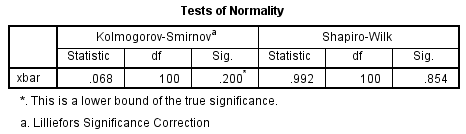 Tests of Normality
Kolmogorov-Smirnovᵃ Shapiro-Wilk
Statistic df Sig. Statistic df Sig.
xbar .068 100 .200* .992 100 .854
*. This is a lower bound of the true significance.
a. Lilliefors Significance Correction